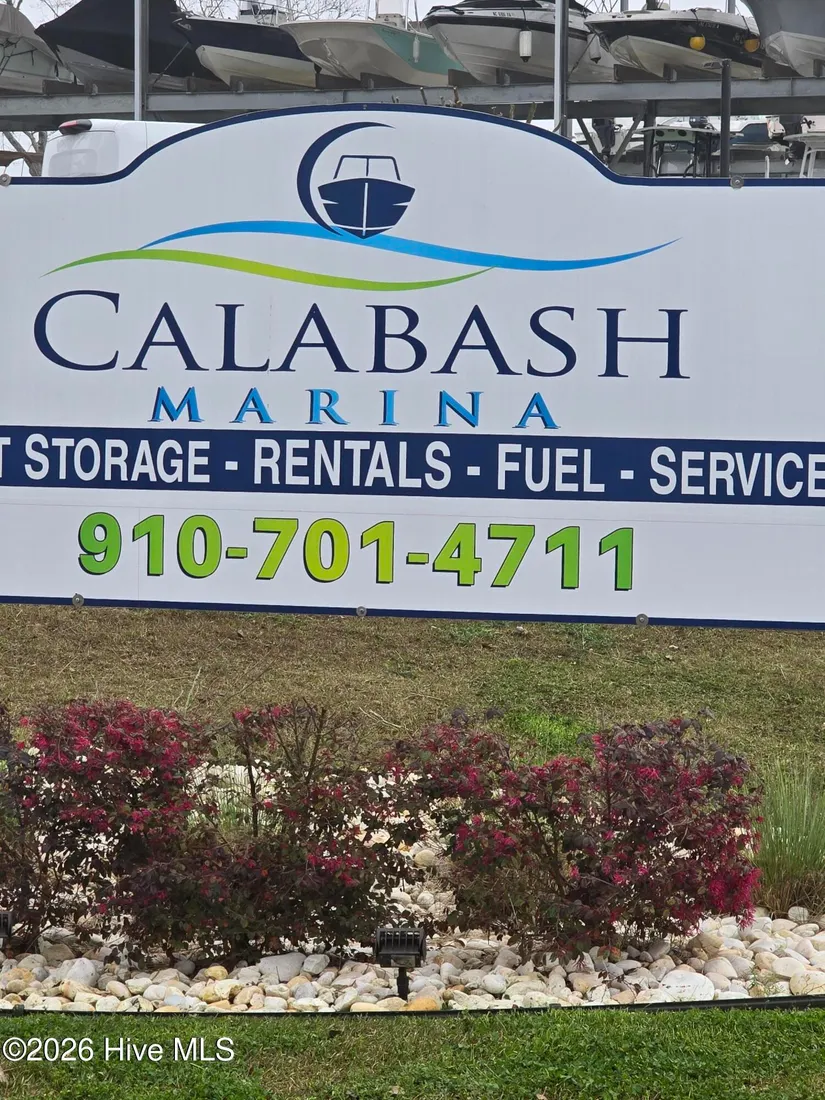 CALABASH
MARINA
T STORAGE - RENTALS - FUEL - SERVICE
910-701-4711
©2026 Hive MLS